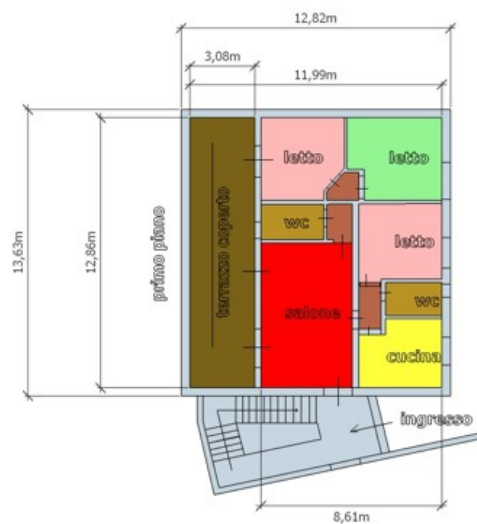 12,82m
3,08m
11,99m
13,63m
12,86m
primo piano
terrazzo coperto
letto
letto
wc
letto
salone
wc
cucina
ingresso
8,61m